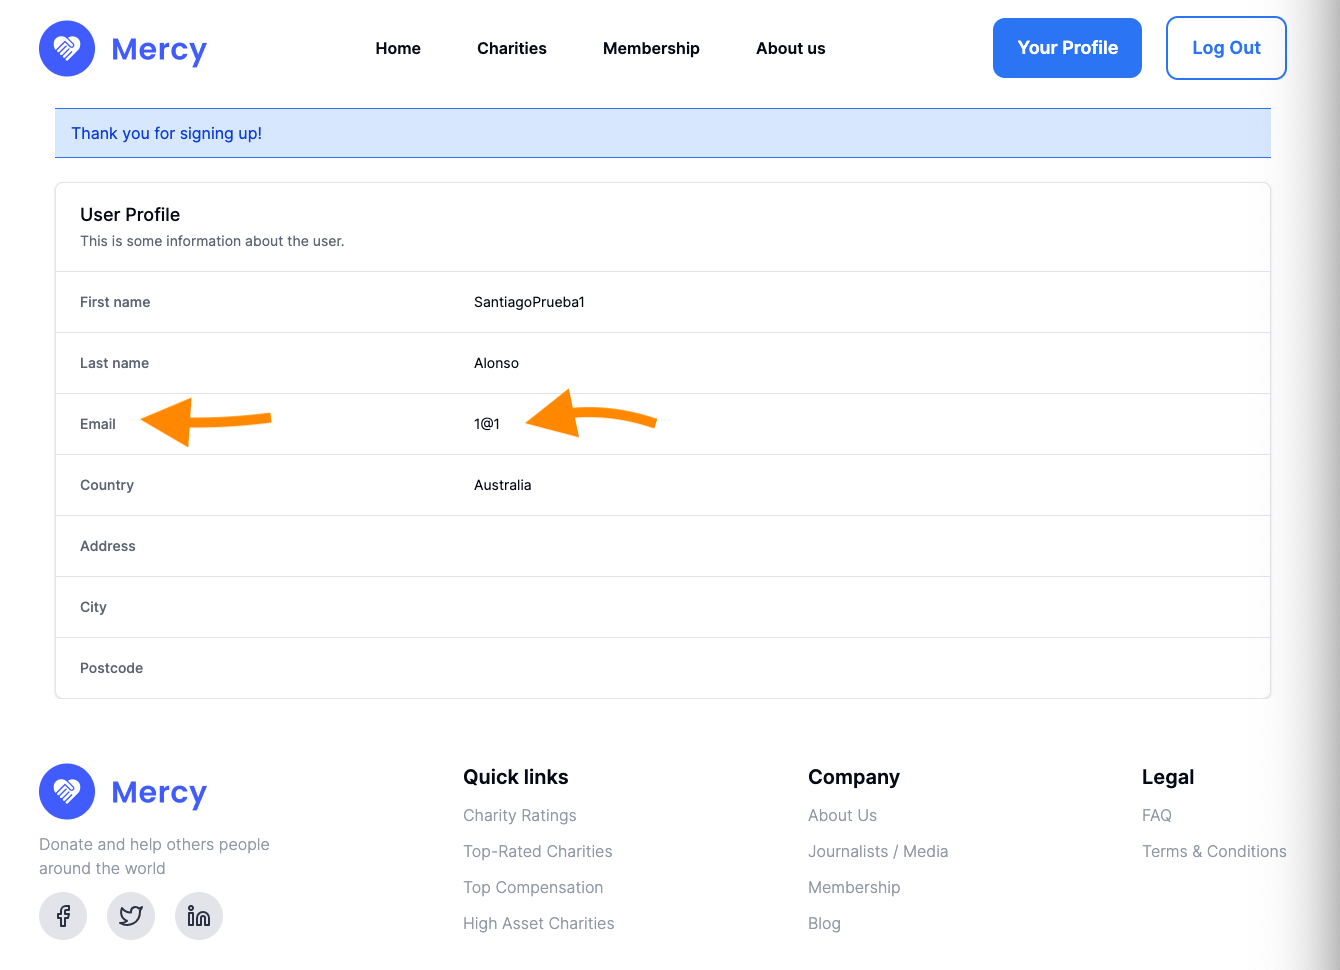 Mercy
Home
Charities
Membership
About us
Your Profile
Log Out
Thank you for signing up!
User Profile
This is some information about the user.
First name SantiagoPrueba1
Last name Alonso
Email 1@1
Country Australia
Address
City
Postcode
Mercy
Donate and help others people
around the world
Quick links
Charity Ratings
Top-Rated Charities
Top Compensation
High Asset Charities
Company
About Us
Journalists / Media
Membership
Blog
Legal
FAQ
Terms & Conditions